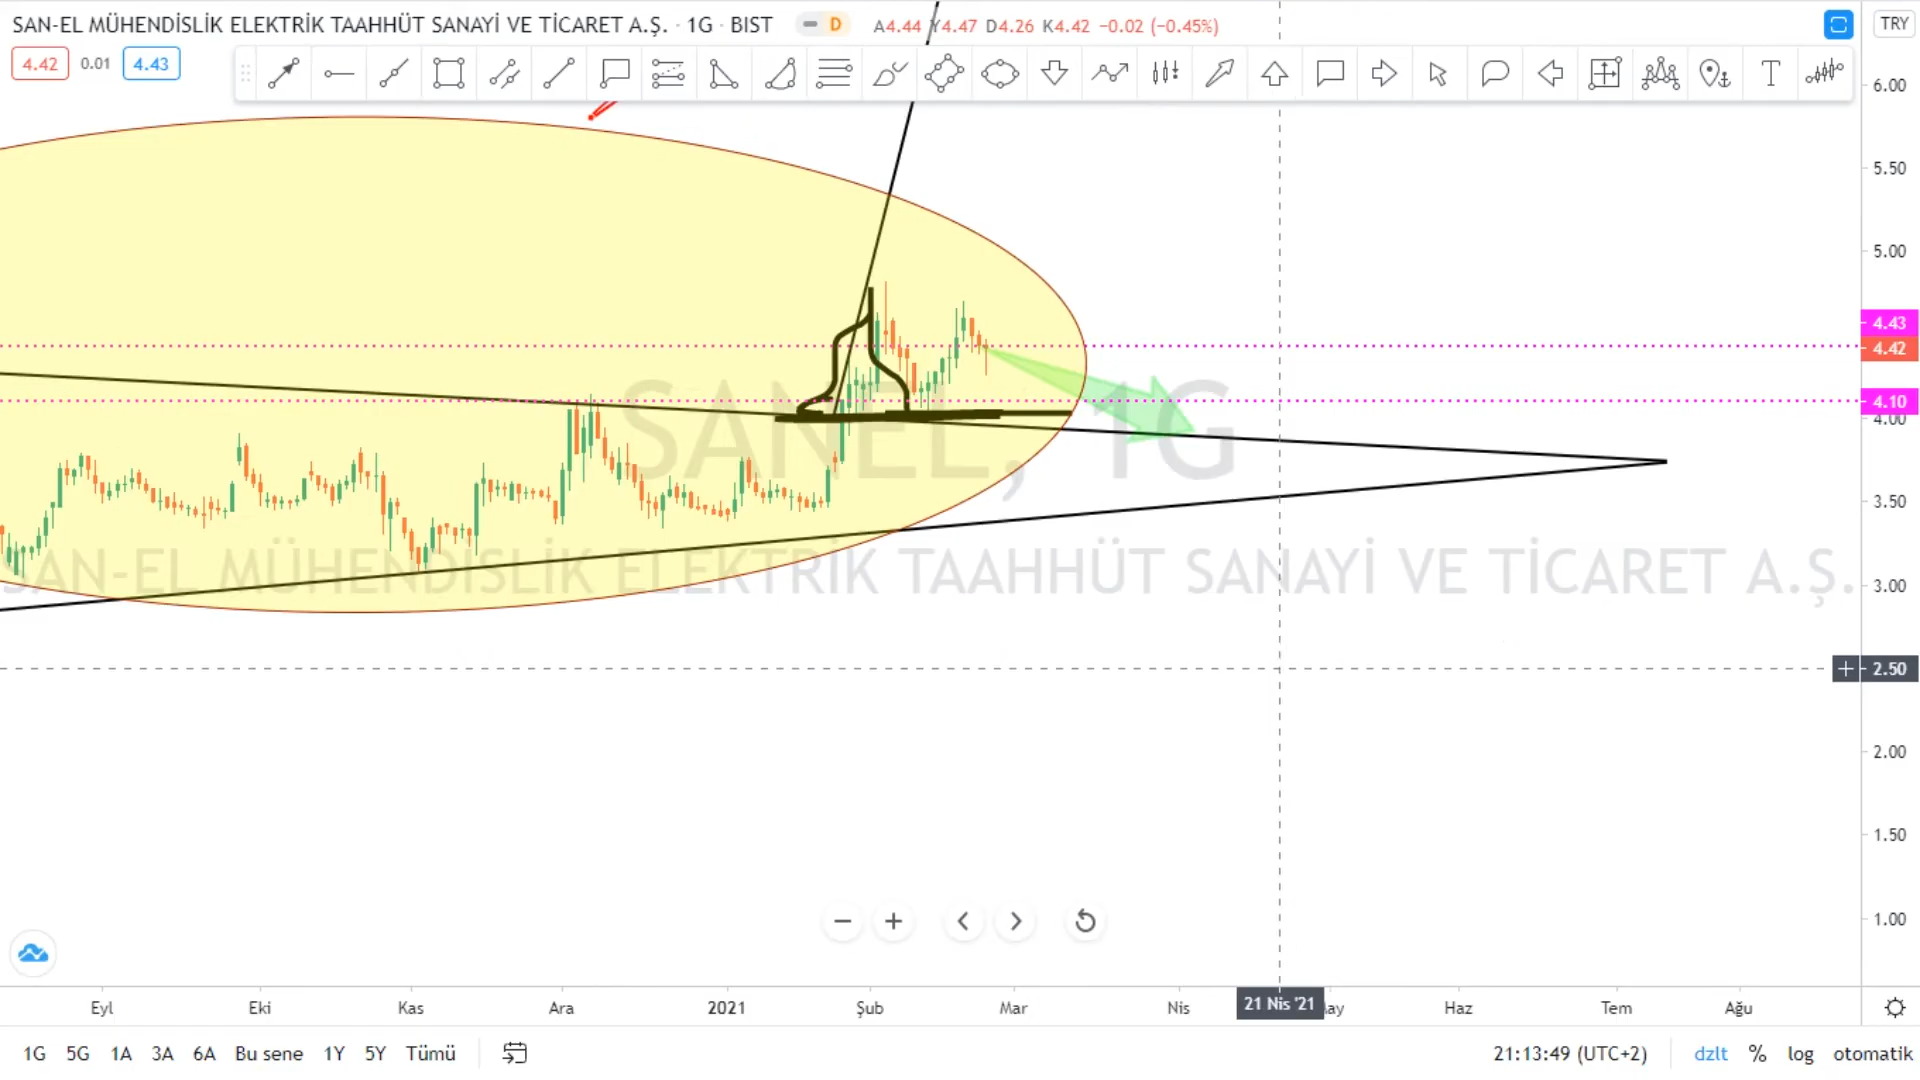 SAN-EL MÜHENDİSLİK ELEKTRİK TAAHHÜT SANAYİ VE TİCARET A.Ş. · 1G · BIST D A4.44 Y4.47 D4.26 K4.42 −0.02 (−0.45%) TRY
4.42 0.01 4.43
T
6.00
5.50
5.00
4.43
4.42
4.10
4.00
SANEL, 1G
3.50
SAN-EL MÜHENDİSLİK ELEKTRİK TAAHHÜT SANAYİ VE TİCARET A.Ş.
3.00
2.50
2.00
1.50
1.00
Eyl Eki Kas Ara 2021 Şub Mar Nis 21 Nis '21 Haz Tem Ağu
1G 5G 1A 3A 6A Bu sene 1Y 5Y Tümü 21:13:49 (UTC+2) dzlt % log otomatik